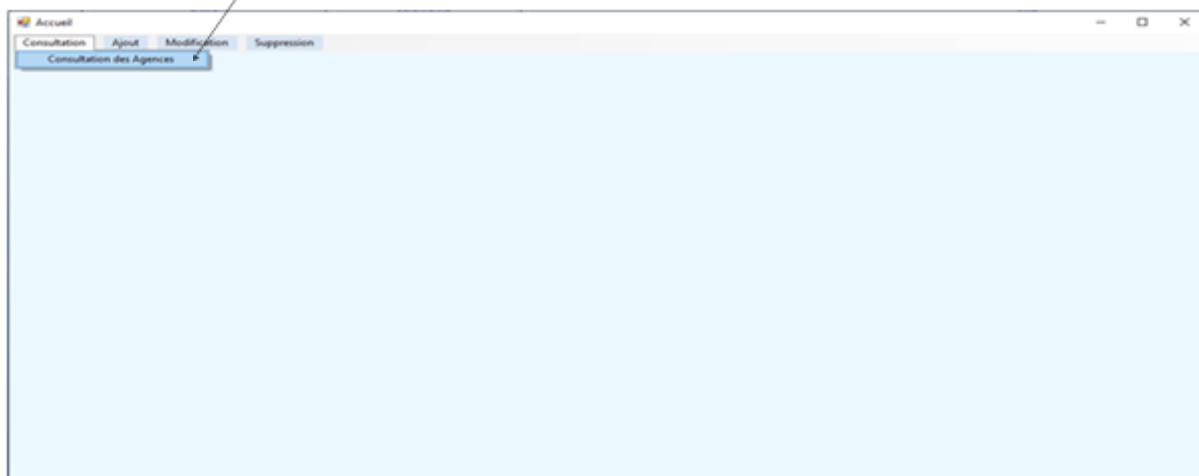 Accueil
Consultation Ajout Modification Suppression
Consultation des Agences